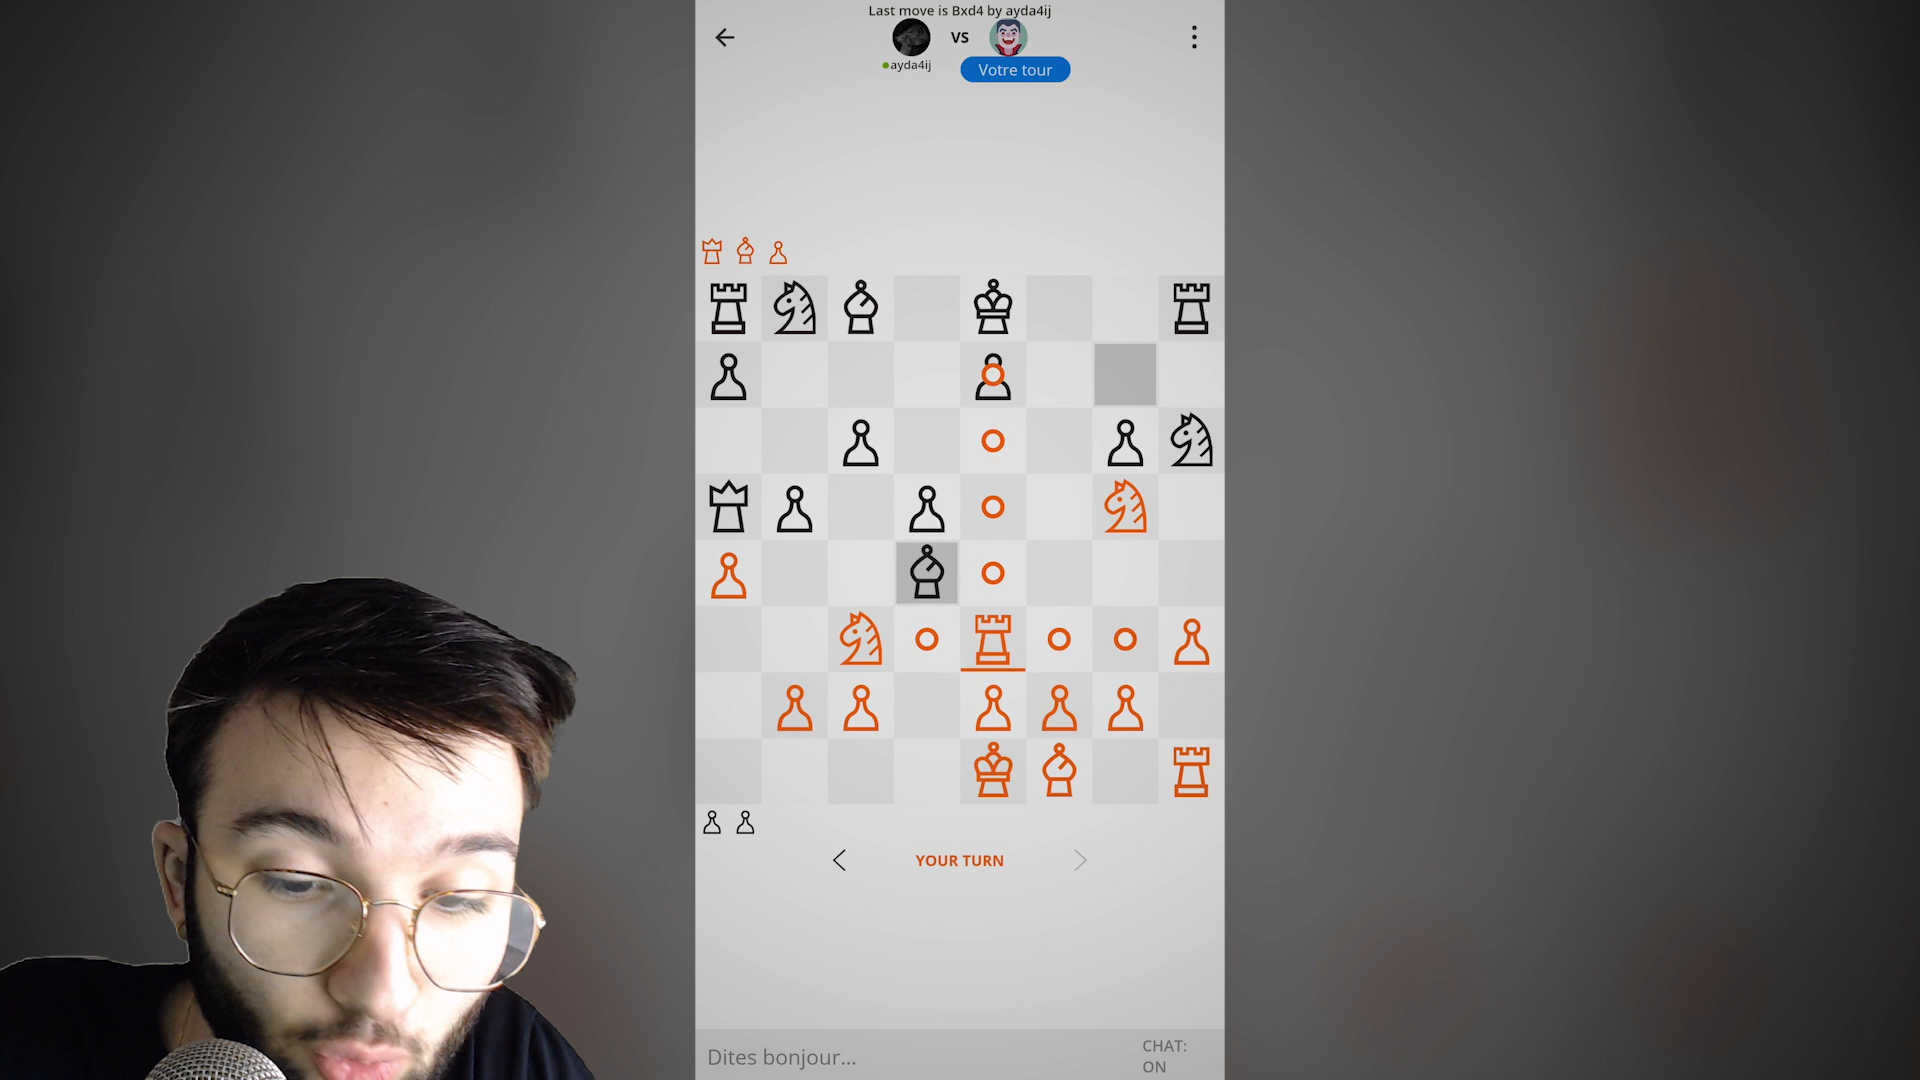 Last move is Bxd4 by ayda4ij
VS
ayda4ij
Votre tour
YOUR TURN
Dites bonjour...
CHAT:
ON